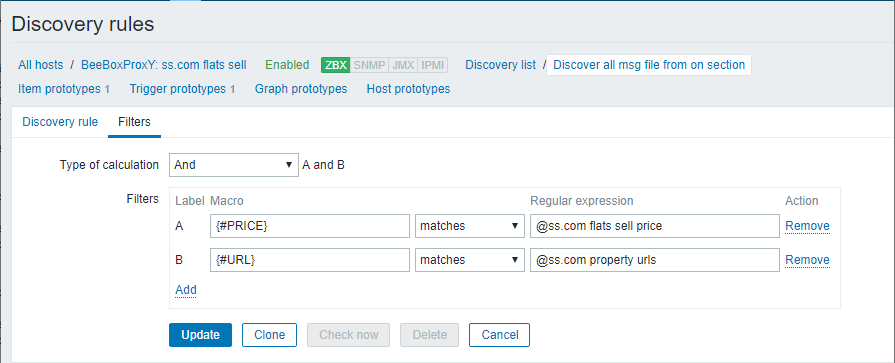 Discovery rules
All hosts / BeeBoxProxY: ss.com flats sell Enabled ZBX SNMP JMX IPMI Discovery list / Discover all msg file from on section
Item prototypes 1 Trigger prototypes 1 Graph prototypes Host prototypes
Discovery rule Filters
Type of calculation And A and B
Filters Label Macro Regular expression Action
A {#PRICE} matches @ss.com flats sell price Remove
B {#URL} matches @ss.com property urls Remove
Add
Update Clone Check now Delete Cancel